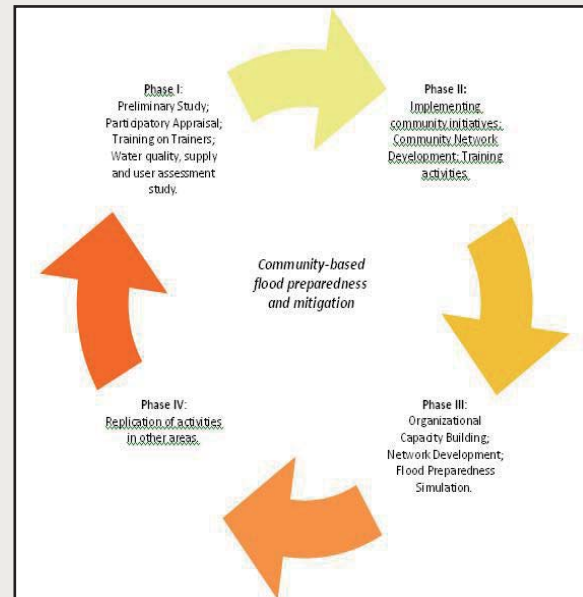 Phase I:
Preliminary Study;
Participatory Appraisal;
Training on Trainers;
Water quality, supply
and user assessment
study.
Phase II:
Implementing
community initiatives;
Community Network
Development; Training
activities.
Community-based
flood preparedness
and mitigation
Phase III:
Organizational
Capacity Building;
Network Development;
Flood Preparedness
Simulation.
Phase IV:
Replication of activities
in other areas.